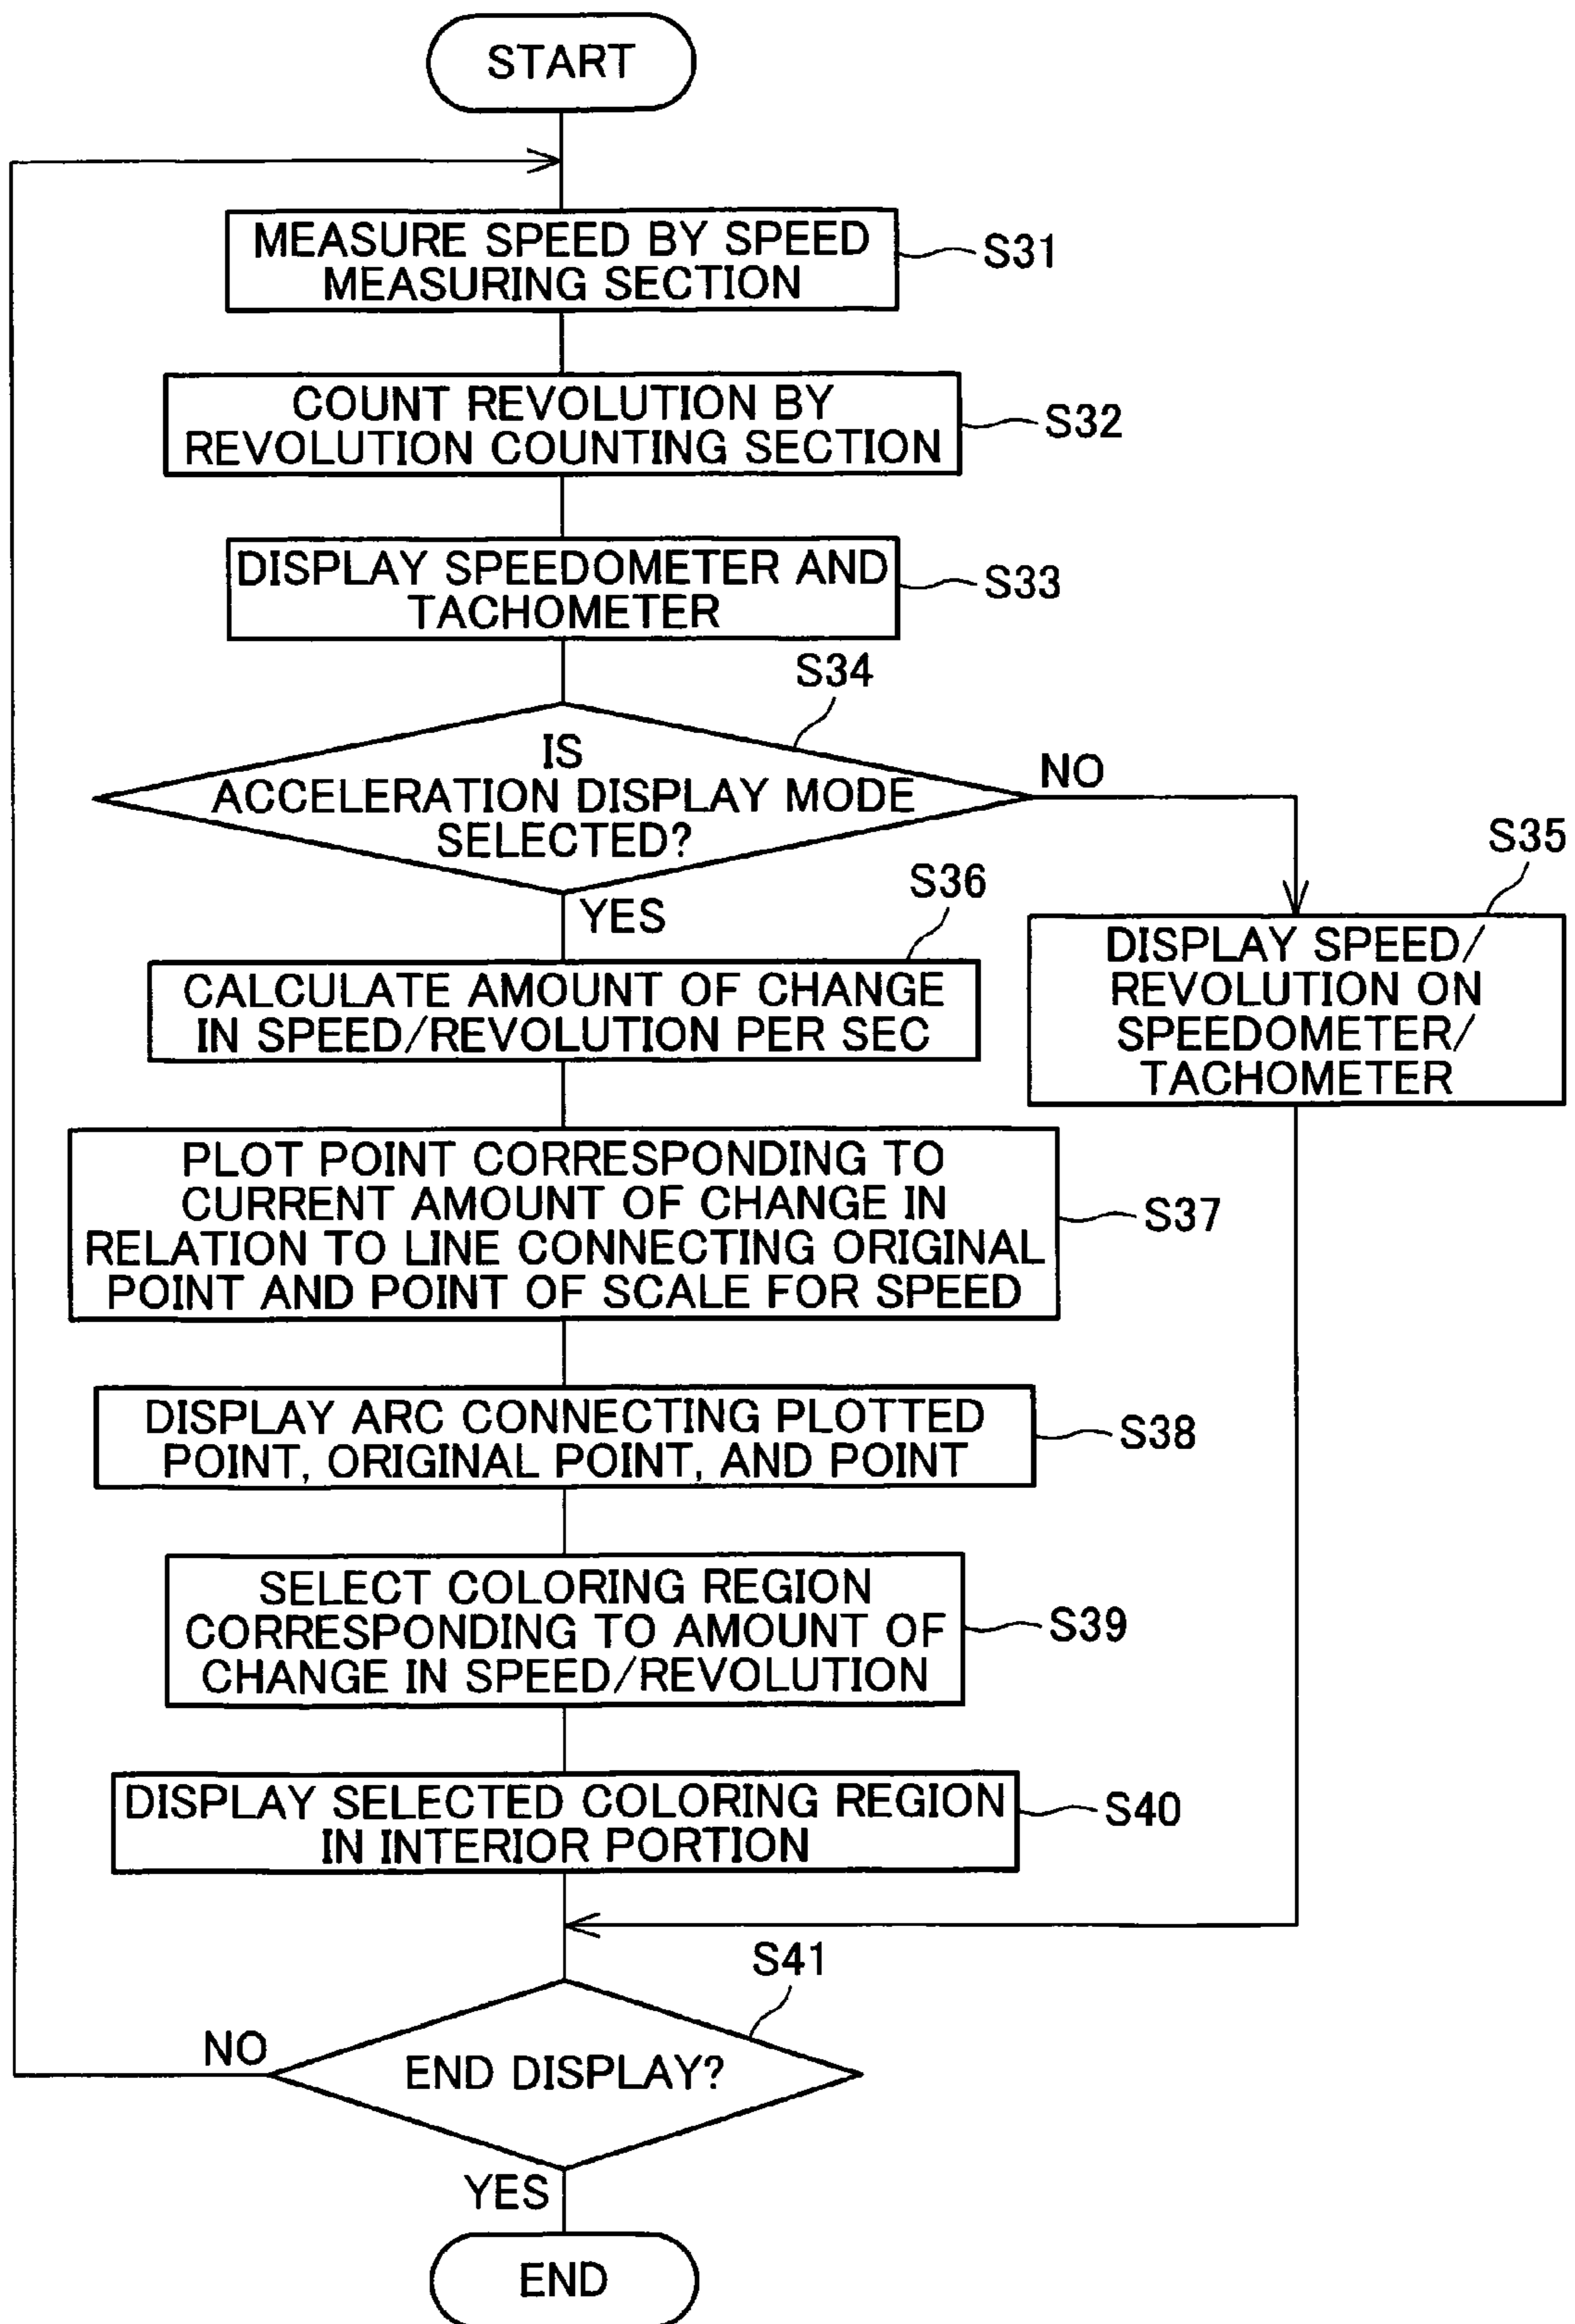 START
MEASURE SPEED BY SPEED
MEASURING SECTION
S31
COUNT REVOLUTION BY
REVOLUTION COUNTING SECTION
S32
DISPLAY SPEEDOMETER AND
TACHOMETER
S33
S34
IS
ACCELERATION DISPLAY MODE
SELECTED?
NO
YES
S35
DISPLAY SPEED/
REVOLUTION ON
SPEEDOMETER/
TACHOMETER
S36
CALCULATE AMOUNT OF CHANGE
IN SPEED/REVOLUTION PER SEC
PLOT POINT CORRESPONDING TO
CURRENT AMOUNT OF CHANGE IN
RELATION TO LINE CONNECTING ORIGINAL
POINT AND POINT OF SCALE FOR SPEED
S37
DISPLAY ARC CONNECTING PLOTTED
POINT, ORIGINAL POINT, AND POINT
S38
SELECT COLORING REGION
CORRESPONDING TO AMOUNT OF
CHANGE IN SPEED/REVOLUTION
S39
DISPLAY SELECTED COLORING REGION
IN INTERIOR PORTION
S40
S41
END DISPLAY?
NO
YES
END